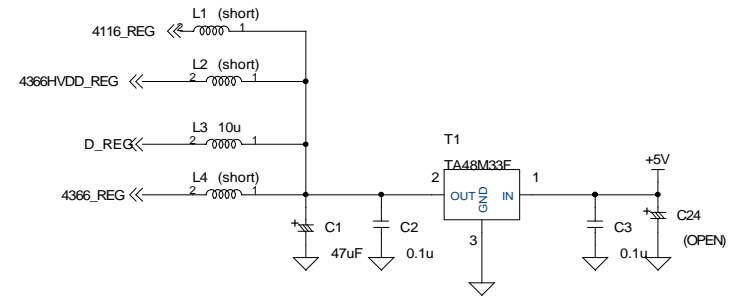 L1 (short)
4116_REG 2 1
L2 (short)
4366HVDD_REG 2 1
L3 10u
D_REG 2 1
L4 (short)
4366_REG 2 1
T1
TA48M33F
2 OUT GND IN 1
3
+5V
+ C1
47uF
C2
0.1u
C3
0.1u
+ C24
(OPEN)